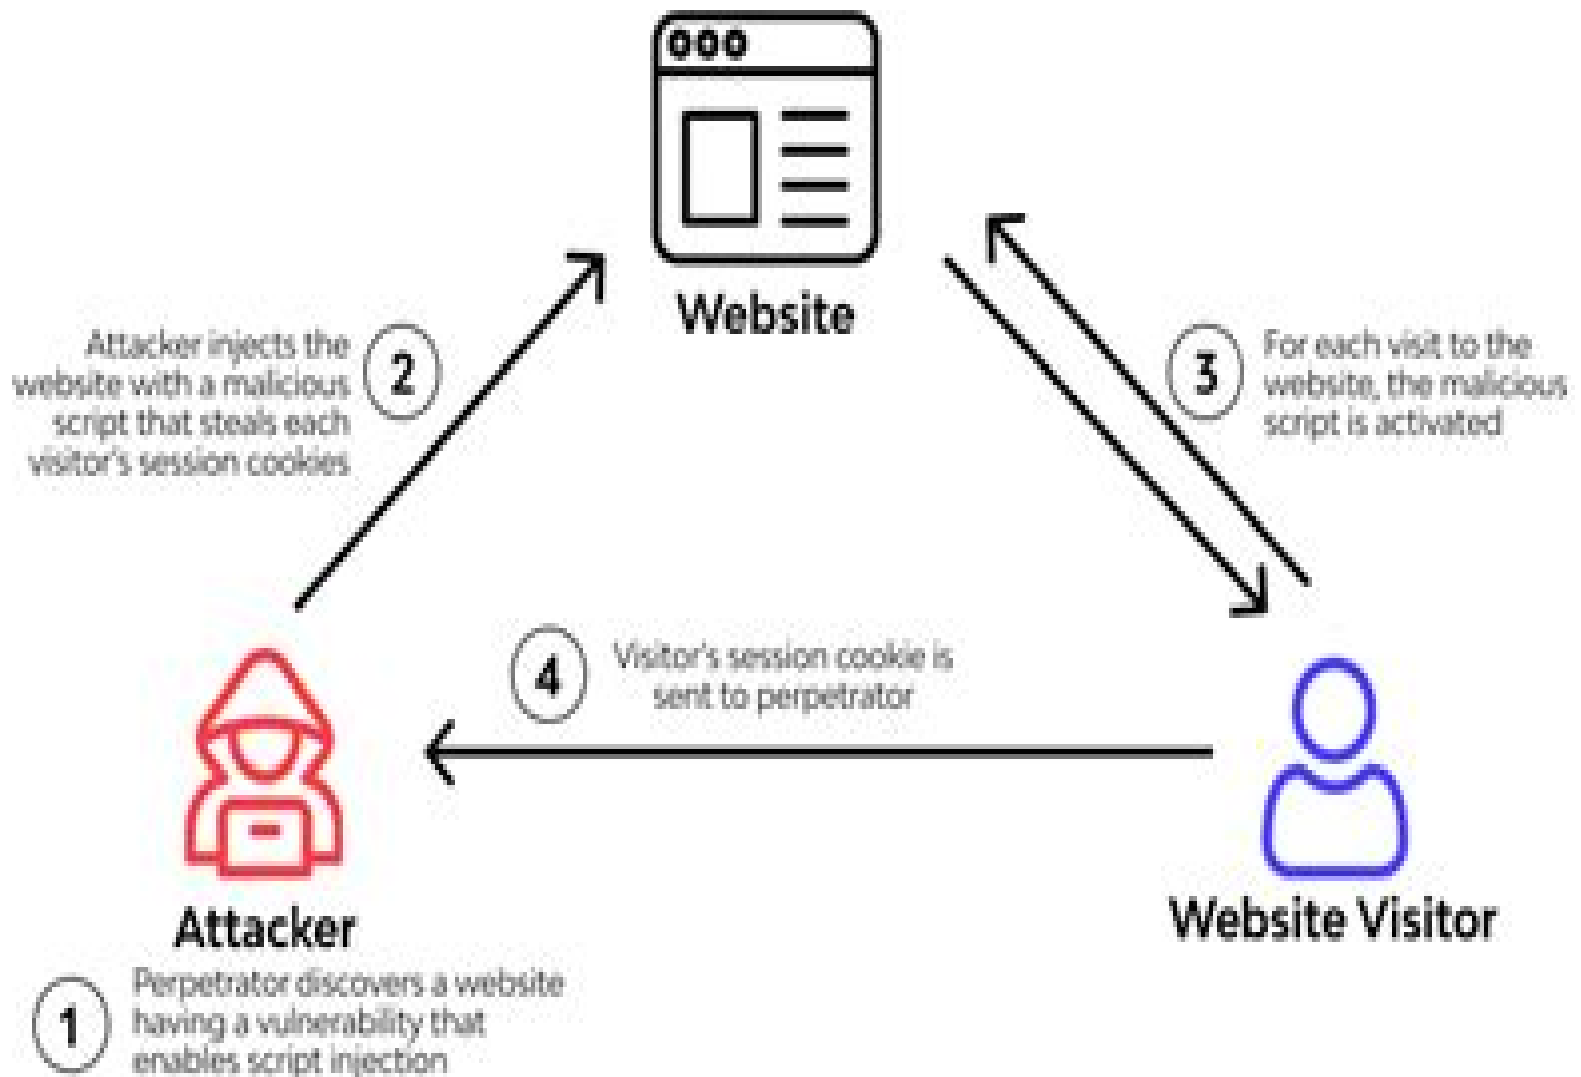 Website
Attacker injects the
website with a malicious
script that steals each
visitor's session cookies
2
3
For each visit to the
website, the malicious
script is activated
4
Visitor's session cookie is
sent to perpetrator
Attacker
Website Visitor
1
Perpetrator discovers a website
having a vulnerability that
enables script injection